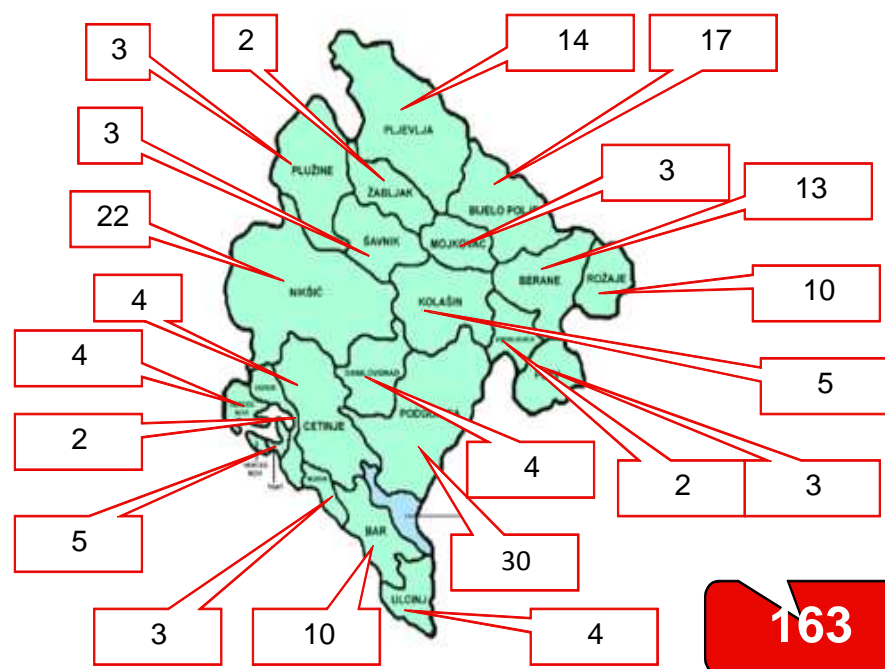 3
2
14
17
3
3
13
22
10
4
4
5
2
4
2
3
5
30
3
10
4
163
PLJEVLJA
PLUŽINE
ŽABLJAK
BIJELO POLJE
ŠAVNIK
MOJKOVAC
BERANE
ROŽAJE
NIKŠIĆ
KOLAŠIN
CETINJE
BAR
ULCINJ